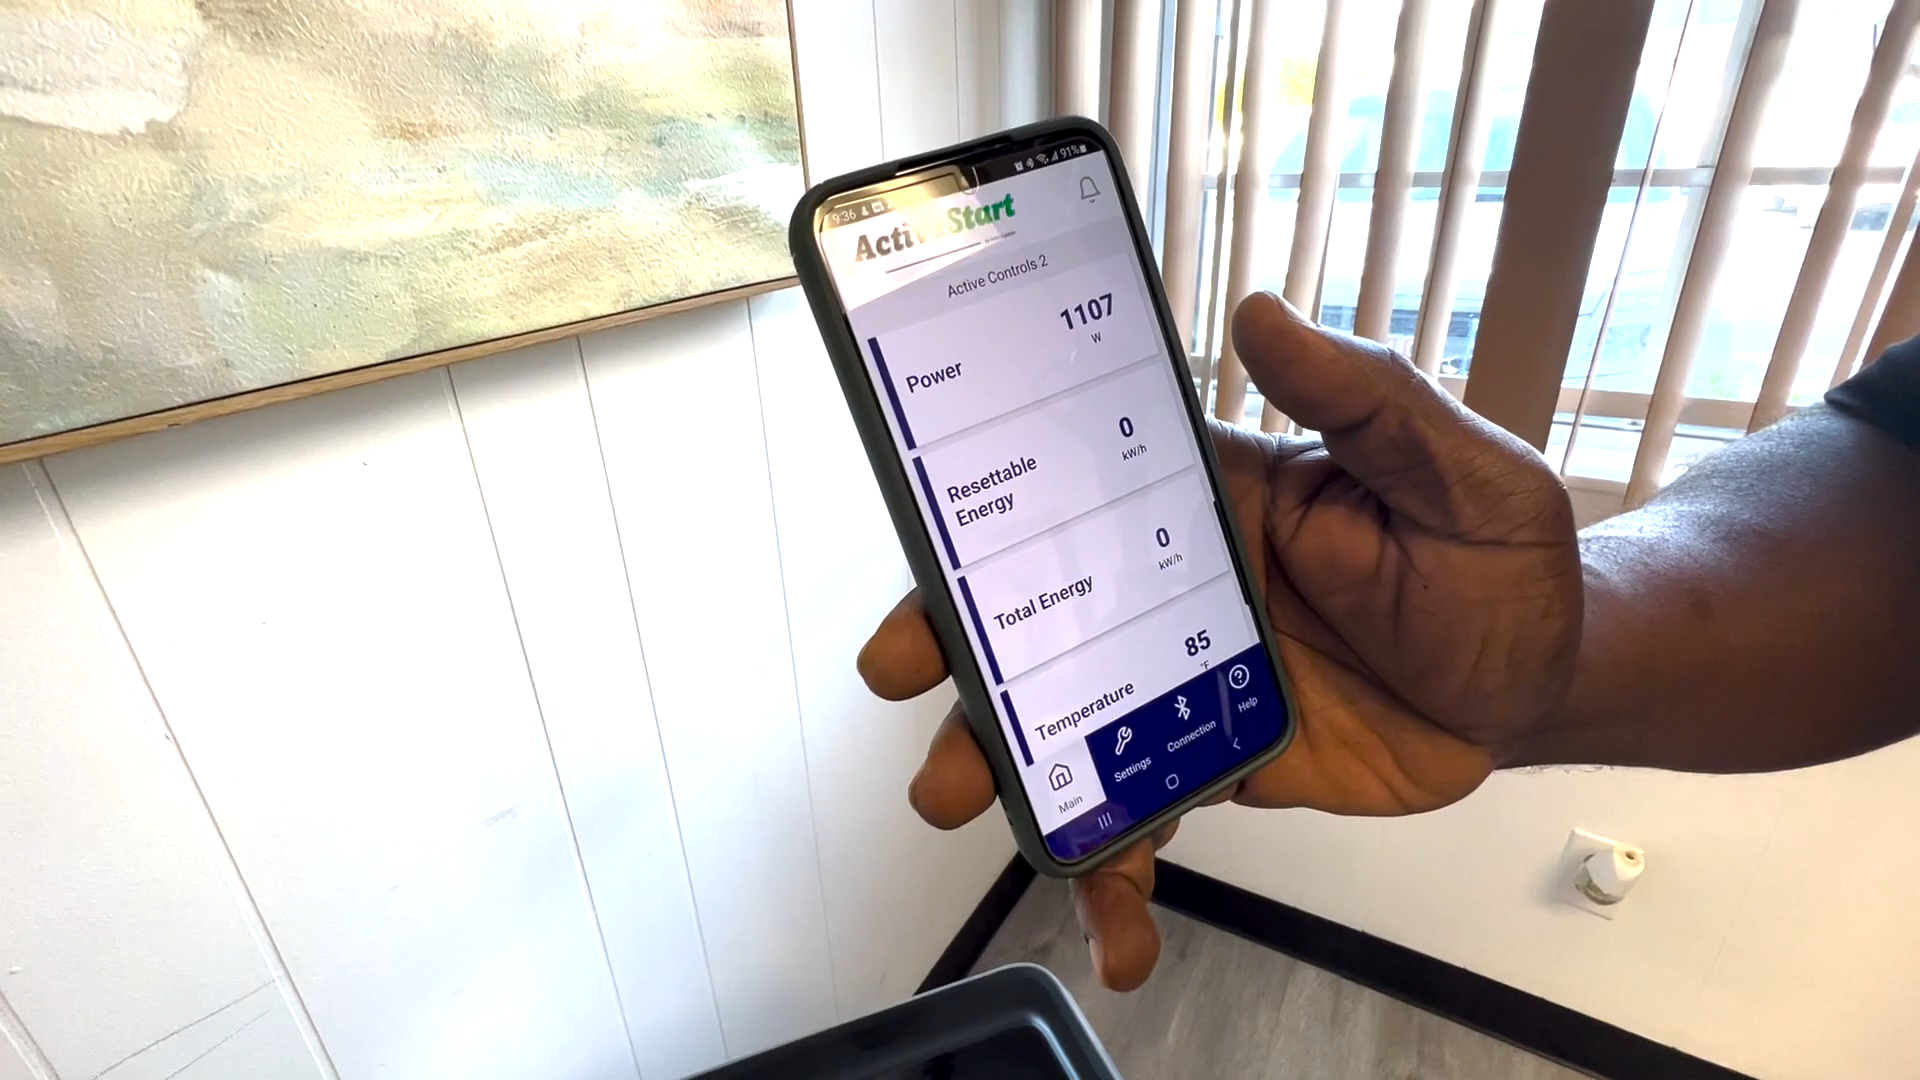 9:36
91%
Active Start
Active Controls 2
Power
1107
W
Resettable
Energy
0
kW/h
Total Energy
0
kW/h
Temperature
85
°F
Main
Settings
Connection
Help